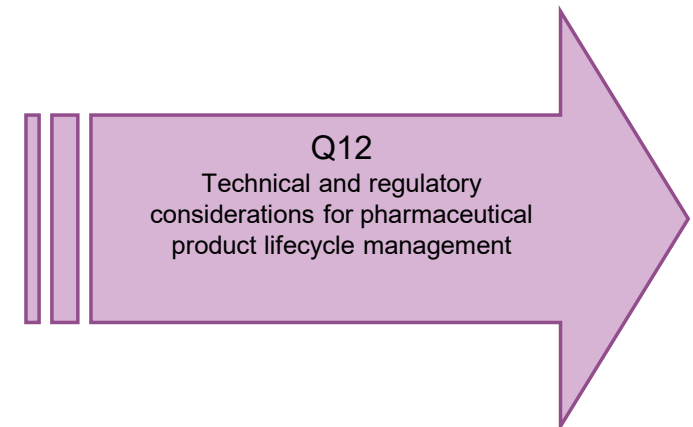 Q12
Technical and regulatory
considerations for pharmaceutical
product lifecycle management